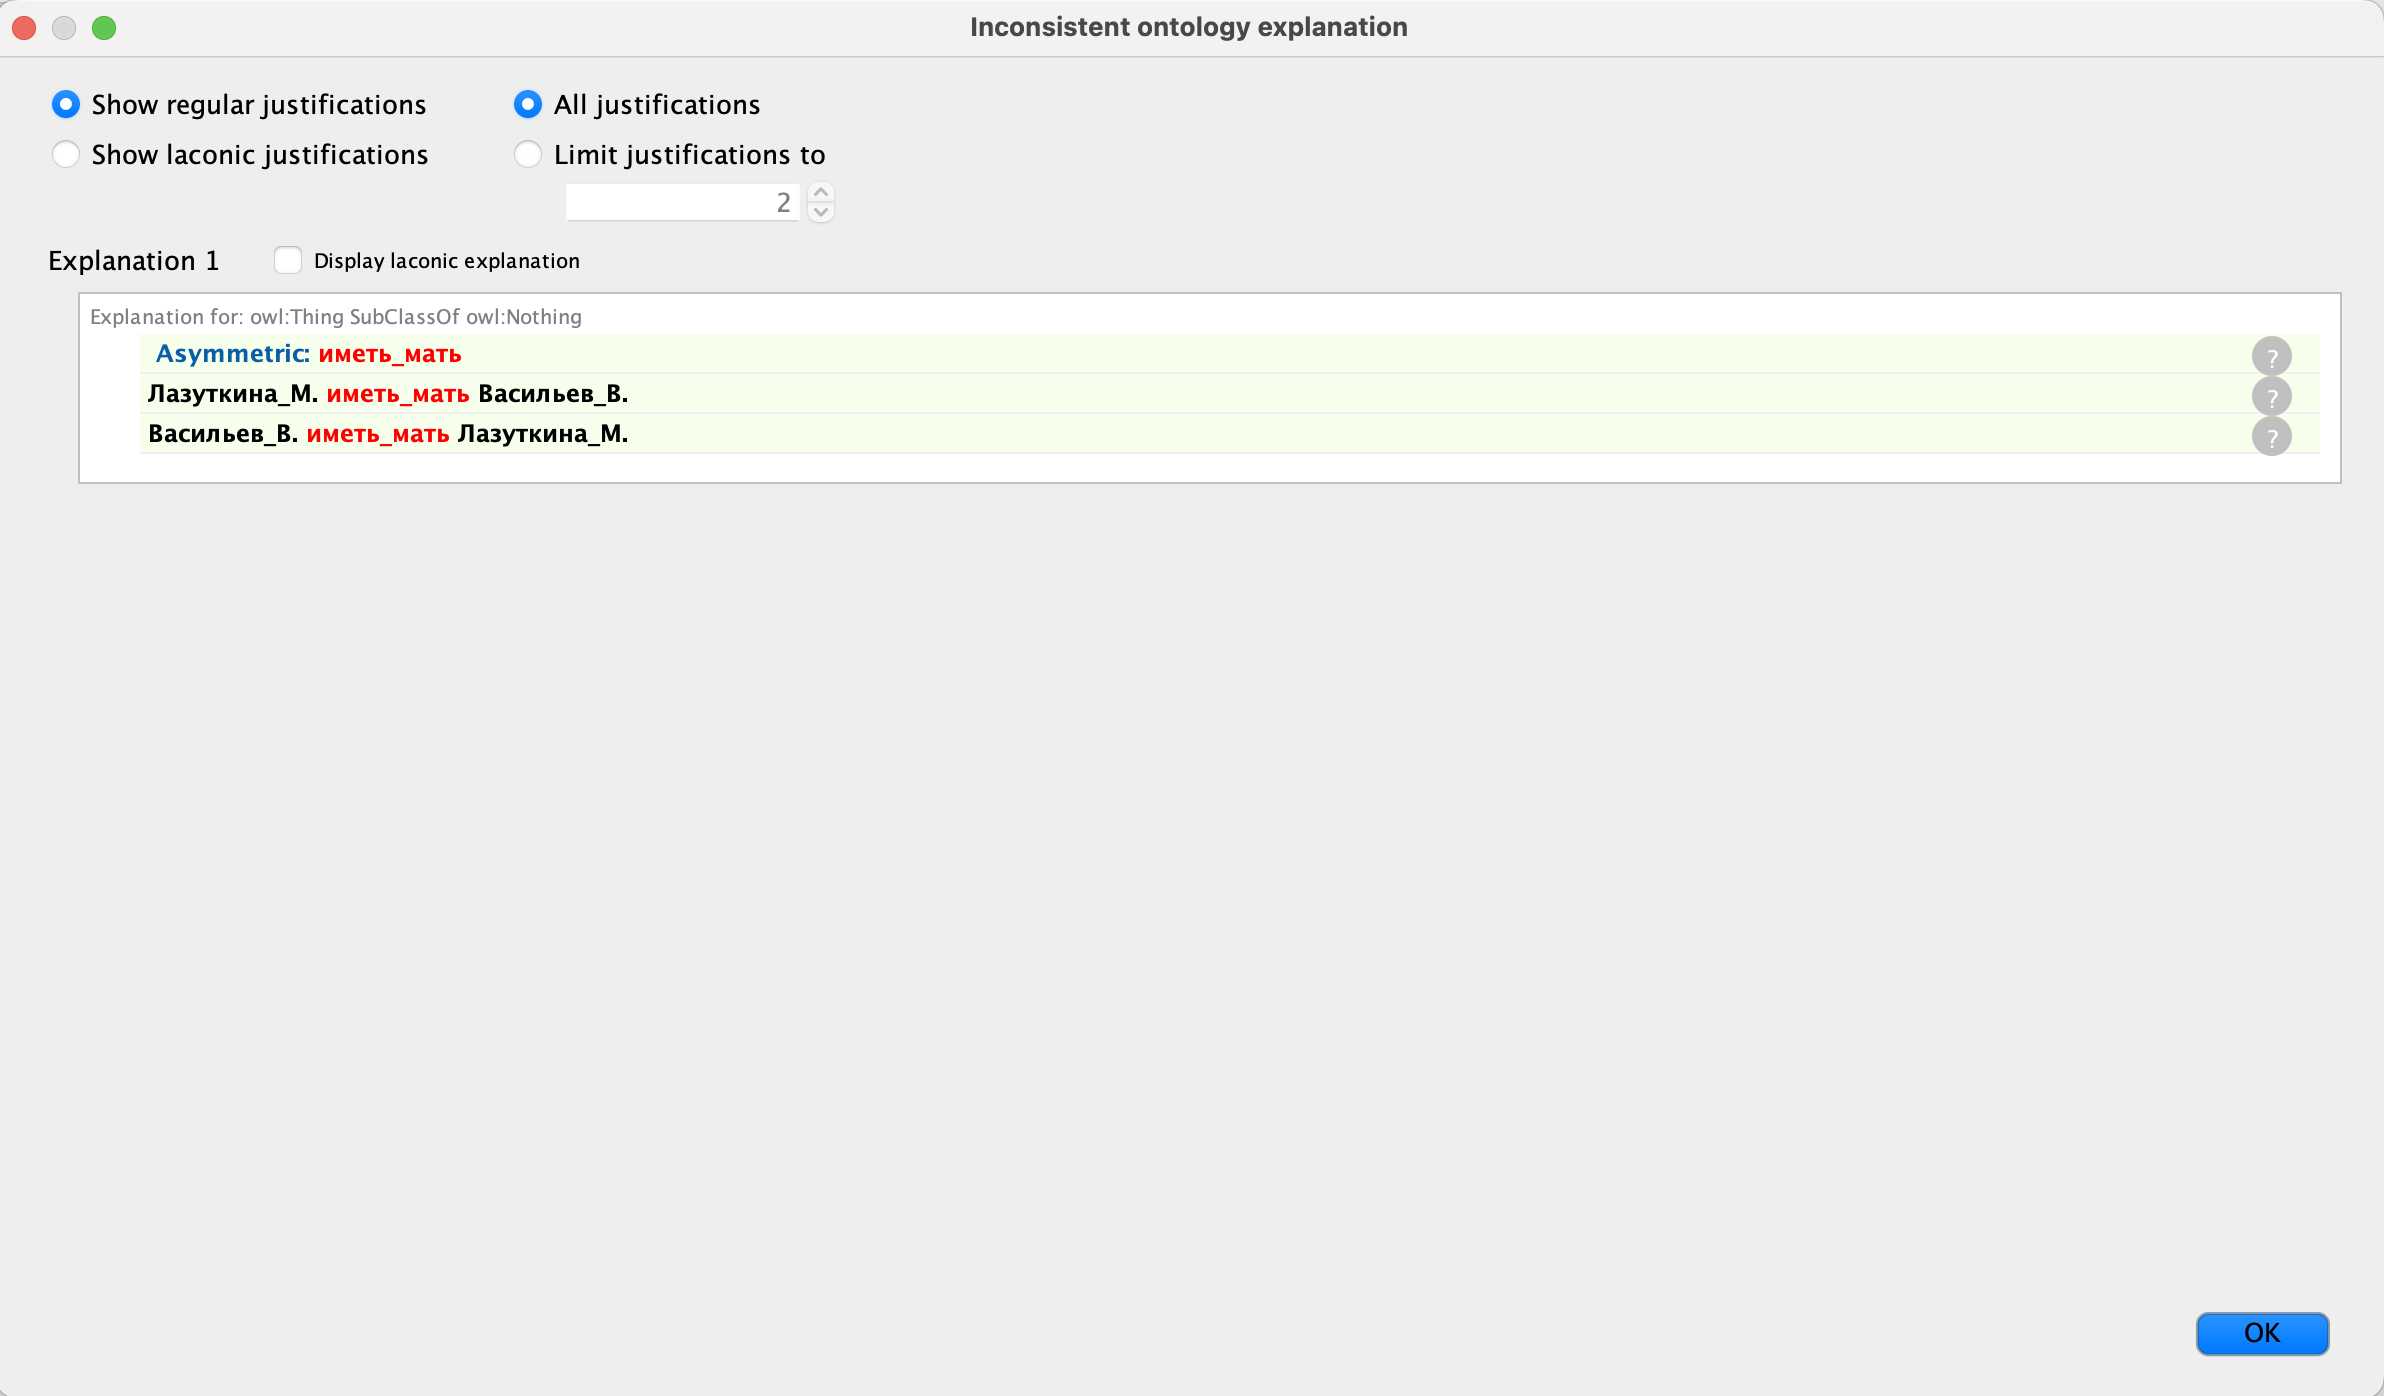 Inconsistent ontology explanation
Show regular justifications
All justifications
Show laconic justifications
Limit justifications to
2
Explanation 1
Display laconic explanation
Explanation for: owl:Thing SubClassOf owl:Nothing
Asymmetric: иметь_мать
?
Лазуткина_М. иметь_мать Васильев_В.
?
Васильев_В. иметь_мать Лазуткина_М.
?
OK